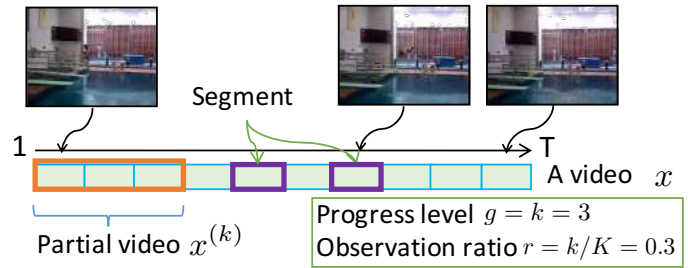 Segment
1
T
A video x
Partial video x^{(k)}
Progress level g = k = 3
Observation ratio r = k/K = 0.3